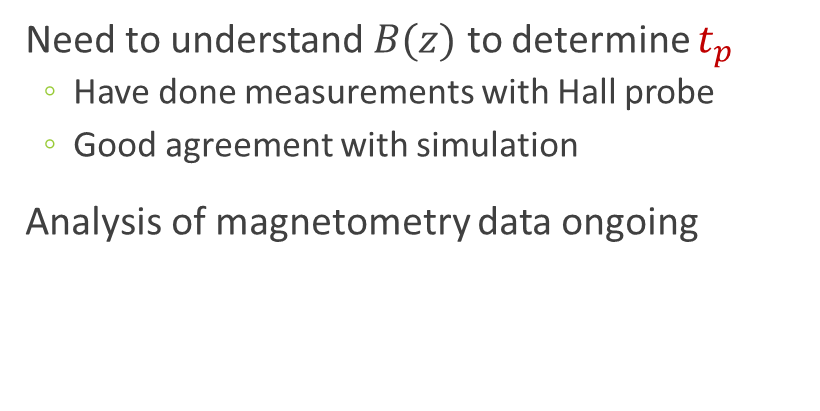 Need to understand B(z) to determine t_p
◦ Have done measurements with Hall probe
◦ Good agreement with simulation
Analysis of magnetometry data ongoing